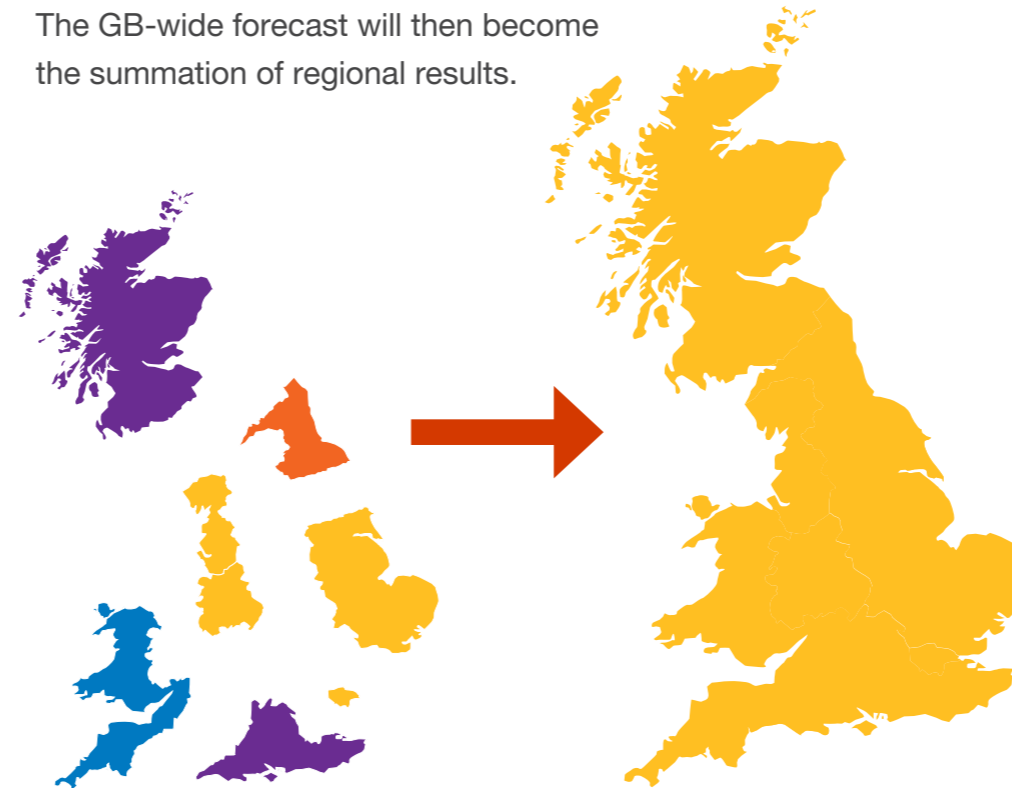 The GB-wide forecast will then become
the summation of regional results.